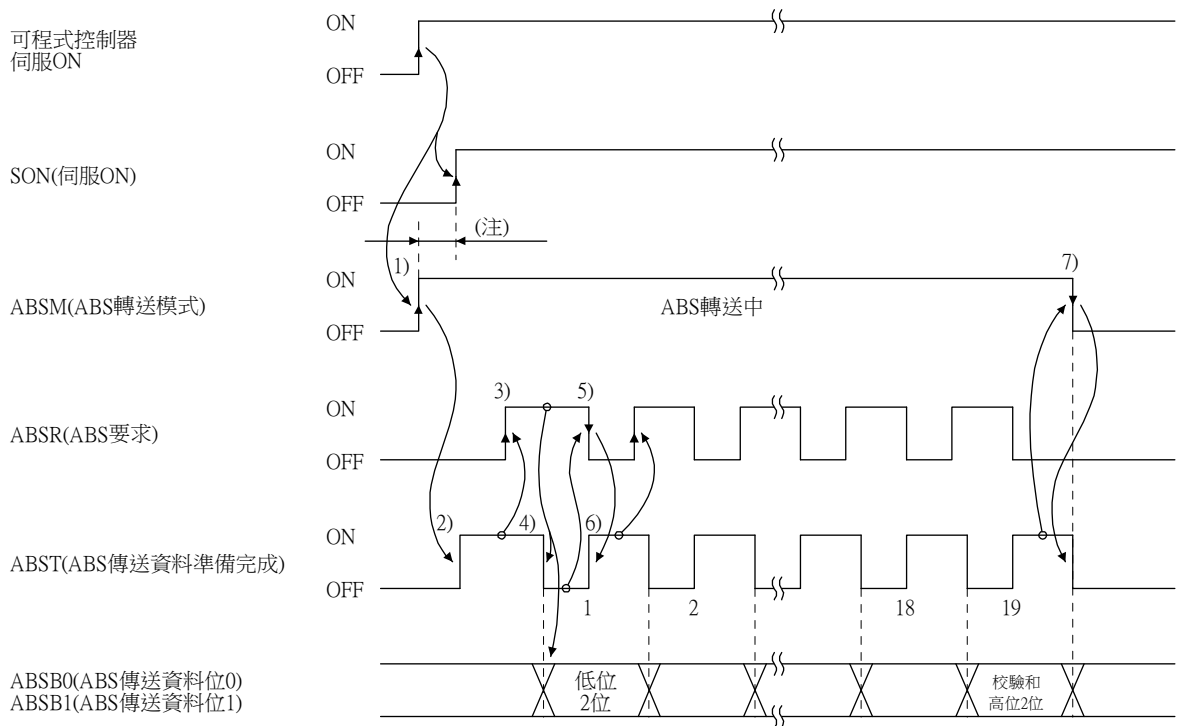 可程式控制器
伺服ON
ON
OFF
SON(伺服ON)
ON
OFF
(注)
ABSM(ABS轉送模式)
ON
OFF
1)
ABS轉送中
7)
ABSR(ABS要求)
ON
OFF
3)
5)
ABST(ABS傳送資料準備完成)
ON
OFF
2)
4)
6)
1
2
18
19
ABSB0(ABS傳送資料位0)
ABSB1(ABS傳送資料位1)
低位
2位
校驗和
高位2位